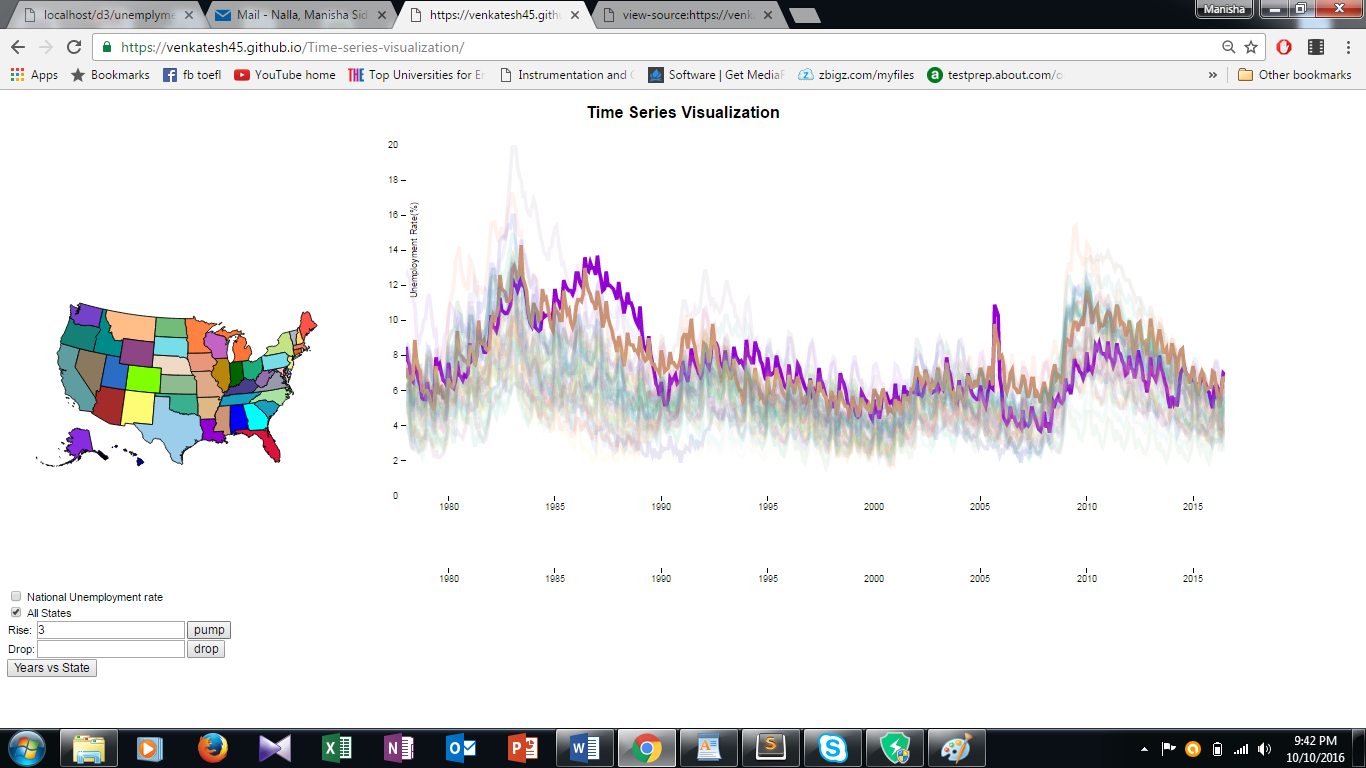 localhost/d3/unemplyme
Mail - Nalla, Manisha Sid
https://venkatesh45.gith
view-source:https://venk
Manisha
https://venkatesh45.github.io/Time-series-visualization/
Apps
Bookmarks
fb toefl
YouTube home
THE Top Universities for E
Instrumentation and C
Software | Get MediaF
zbigz.com/myfiles
a testprep.about.com/o
»
Other bookmarks
Time Series Visualization
20
18
16
14
12
10
8
6
4
2
0
Unemployment Rate(%)
1980 1985 1990 1995 2000 2005 2010 2015
1980 1985 1990 1995 2000 2005 2010 2015
National Unemployment rate
All States
Rise: 3 pump
Drop: drop
Years vs State
9:42 PM
10/10/2016